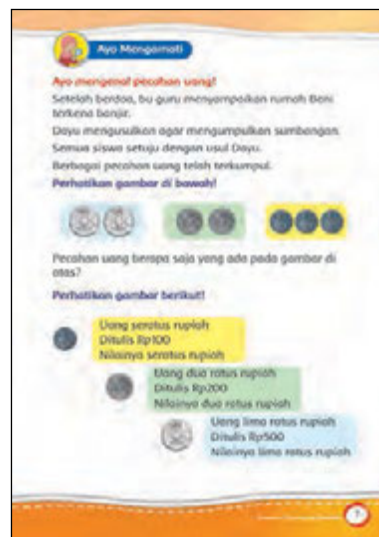 Ayo Mengamati
Ayo mengenal pecahan uang!
Setelah berdoa, bu guru menyampaikan rumah Beni
terkena banjir.
Dayu mengusulkan agar mengumpulkan sumbangan.
Semua siswa setuju dengan usul Dayu.
Berbagai pecahan uang telah terkumpul.
Perhatikan gambar di bawah!
Pecahan uang berapa saja yang ada pada gambar di
atas?
Perhatikan gambar berikut!
Uang seratus rupiah
Ditulis Rp100
Nilainya seratus rupiah
Uang dua ratus rupiah
Ditulis Rp200
Nilainya dua ratus rupiah
Uang lima ratus rupiah
Ditulis Rp500
Nilainya lima ratus rupiah